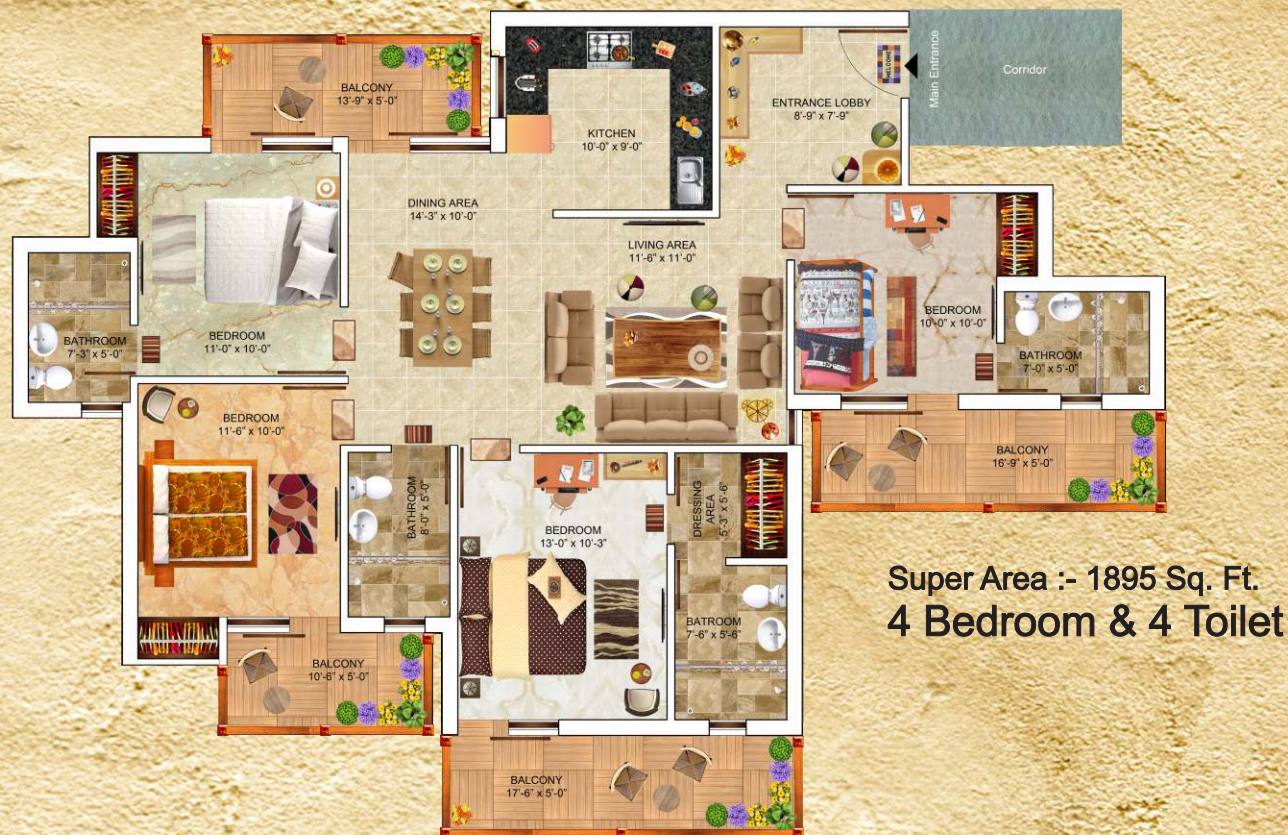 BALCONY
13'-9" x 5'-0"
KITCHEN
10'-0" x 9'-0"
ENTRANCE LOBBY
8'-9" x 7'-9"
WELCOME
Main Entrance
Corridor
DINING AREA
14'-3" x 10'-0"
LIVING AREA
11'-6" x 11'-0"
BEDROOM
11'-0" x 10'-0"
BATHROOM
7'-3" x 5'-0"
BEDROOM
10'-0" x 10'-0"
BATHROOM
7'-0" x 5'-0"
BEDROOM
11'-6" x 10'-0"
BATHROOM
8'-0" x 5'-0"
BEDROOM
13'-0" x 10'-3"
DRESSING
AREA
5'-3" x 5'-6"
BALCONY
16'-9" x 5'-0"
BATROOM
7'-6" x 5'-6"
BALCONY
10'-6" x 5'-0"
BALCONY
17'-6" x 5'-0"
Super Area :- 1895 Sq. Ft.
4 Bedroom & 4 Toilet